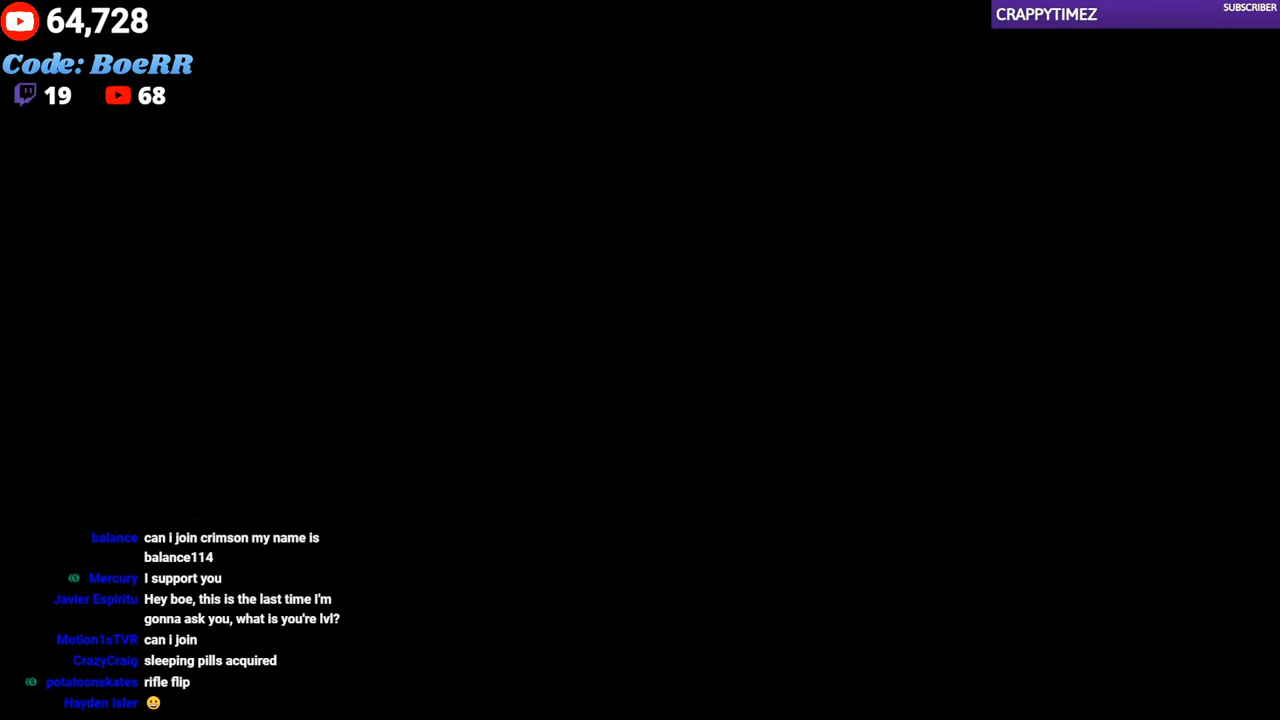 64,728
CRAPPYTIMEZ
SUBSCRIBER
Code: BoeRR
19 68
balance can i join crimson my name is
balance114
Mercury I support you
Javier Espiritu Hey boe, this is the last time I'm
gonna ask you, what is you're lvl?
Motion1sTVR can i join
CrazyCraig sleeping pills acquired
potatoonskates rifle flip
Hayden Isler 😀